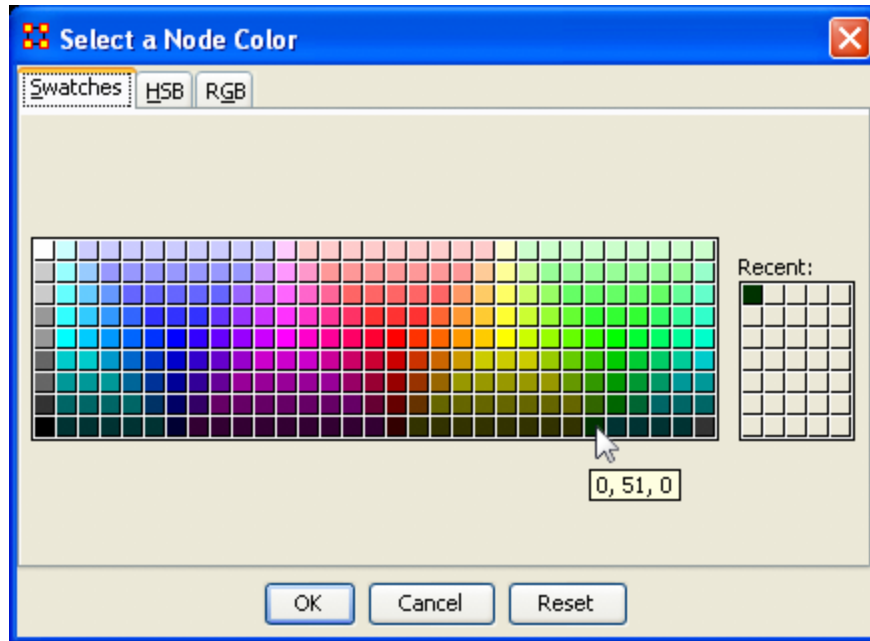 Select a Node Color
Swatches HSB RGB
Recent:
0, 51, 0
OK Cancel Reset